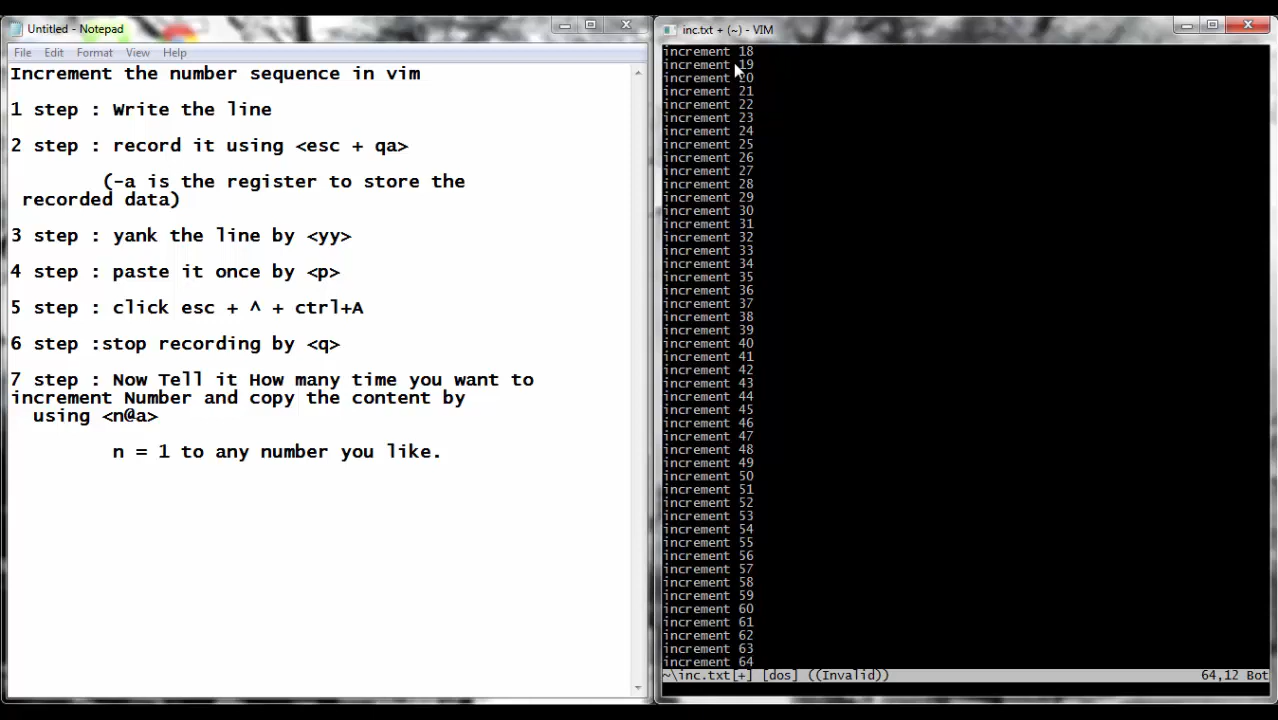 Untitled - Notepad
File Edit Format View Help
Increment the number sequence in vim
1 step : Write the line
2 step : record it using <esc + qa>
(-a is the register to store the
recorded data)
3 step : yank the line by <yy>
4 step : paste it once by <p>
5 step : click esc + ^ + ctrl+A
6 step :stop recording by <q>
7 step : Now Tell it How many time you want to
increment Number and copy the content by
using <n@a>
n = 1 to any number you like.
inc.txt + (~) - VIM
increment 18
increment 19
increment 20
increment 21
increment 22
increment 23
increment 24
increment 25
increment 26
increment 27
increment 28
increment 29
increment 30
increment 31
increment 32
increment 33
increment 34
increment 35
increment 36
increment 37
increment 38
increment 39
increment 40
increment 41
increment 42
increment 43
increment 44
increment 45
increment 46
increment 47
increment 48
increment 49
increment 50
increment 51
increment 52
increment 53
increment 54
increment 55
increment 56
increment 57
increment 58
increment 59
increment 60
increment 61
increment 62
increment 63
increment 64
~\inc.txt[+] [dos] ((Invalid)) 64,12 Bot